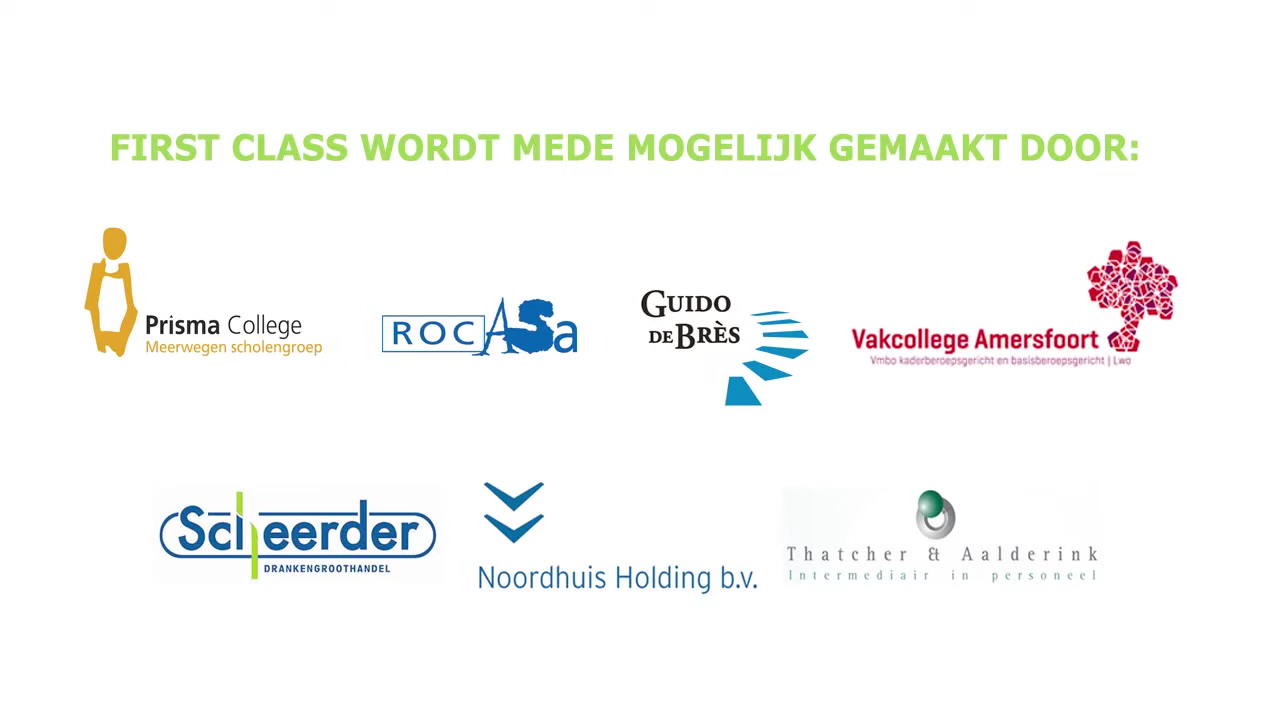 FIRST CLASS WORDT MEDE MOGELIJK GEMAAKT DOOR:
Prisma College
Meerwegen scholengroep
ROC ASa
GUIDO
DE BRÈS
Vakcollege Amersfoort
Vmbo kaderberoepsgericht en basisberoepsgericht | Lwo
Scheerder
DRANKENGROOTHANDEL
Noordhuis Holding b.v.
Thatcher & Aalderink
Intermediair in personeel